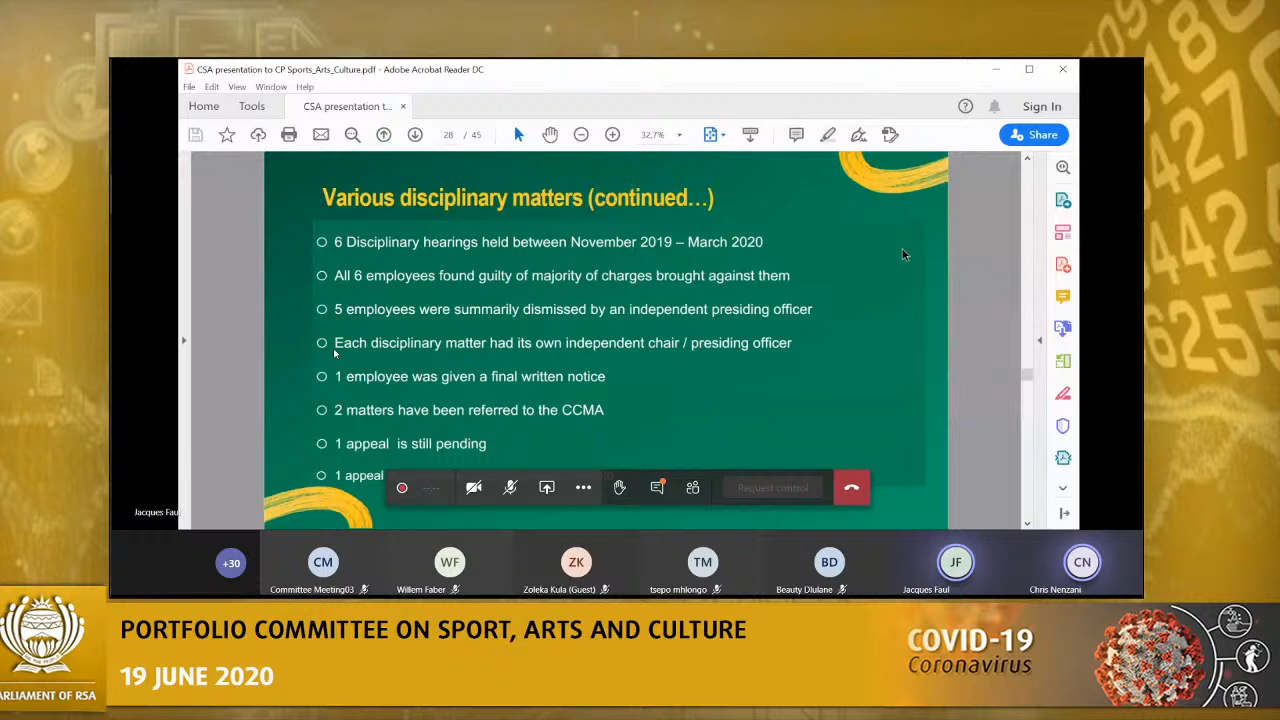 CSA presentation to CP Sports_Arts_Culture.pdf - Adobe Acrobat Reader DC
File Edit View Window Help
Home Tools CSA presentation t... × Sign In
28 / 45 32,7% Share
Various disciplinary matters (continued…)
6 Disciplinary hearings held between November 2019 – March 2020
All 6 employees found guilty of majority of charges brought against them
5 employees were summarily dismissed by an independent presiding officer
Each disciplinary matter had its own independent chair / presiding officer
1 employee was given a final written notice
2 matters have been referred to the CCMA
1 appeal is still pending
1 appeal
Request control
Jacques Fau
+30 CM WF ZK TM BD JF CN
Committee Meeting03 Willem Faber Zoleka Kula (Guest) tsepo mhlongo Beauty Dlulane Jacques Faul Chris Nenzani
PORTFOLIO COMMITTEE ON SPORT, ARTS AND CULTURE
19 JUNE 2020
COVID-19
Coronavirus
ARLIAMENT OF RSA